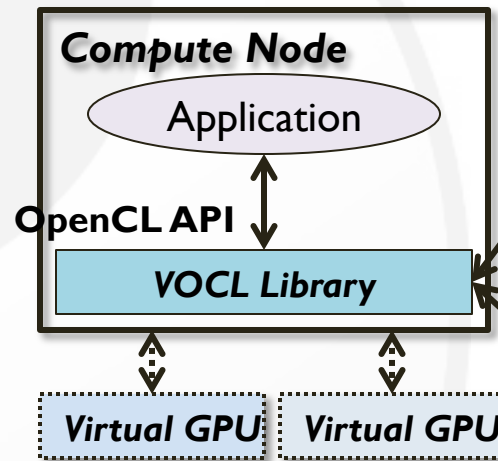 Compute Node
Application
OpenCL API
VOCL Library
Virtual GPU
Virtual GPU